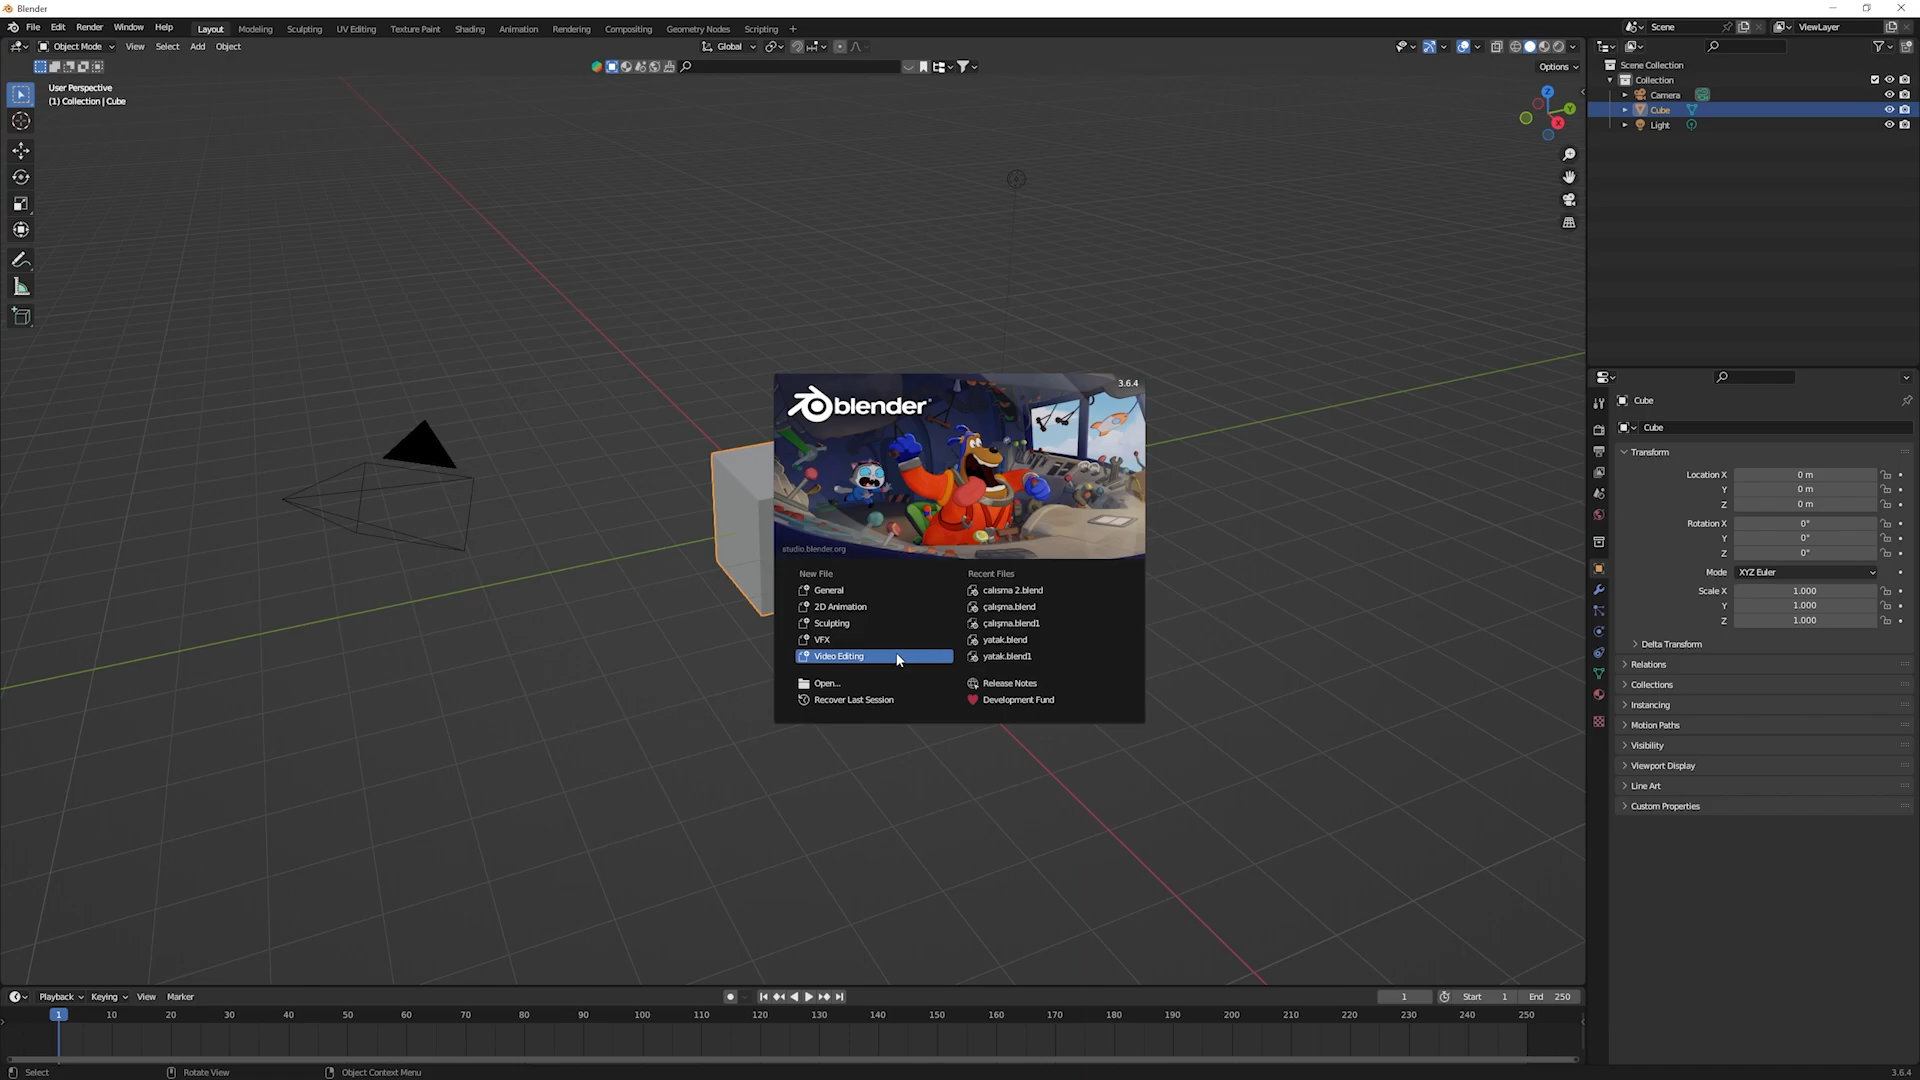 Blender
File Edit Render Window Help Layout Modeling Sculpting UV Editing Texture Paint Shading Animation Rendering Compositing Geometry Nodes Scripting +
Scene
ViewLayer
Object Mode View Select Add Object
Global
Options
User Perspective
(1) Collection | Cube
Z
Y
X
Scene Collection
Collection
Camera
Cube
Light
blender
3.6.4
studio.blender.org
New File
General
2D Animation
Sculpting
VFX
Video Editing
Open...
Recover Last Session
Recent Files
calısma 2.blend
çalışma.blend
çalışma.blend1
yatak.blend
yatak.blend1
Release Notes
Development Fund
Cube
Cube
Transform
Location X 0 m
Y 0 m
Z 0 m
Rotation X 0°
Y 0°
Z 0°
Mode XYZ Euler
Scale X 1.000
Y 1.000
Z 1.000
Delta Transform
Relations
Collections
Instancing
Motion Paths
Visibility
Viewport Display
Line Art
Custom Properties
Playback Keying View Marker
1 Start 1 End 250
1 10 20 30 40 50 60 70 80 90 100 110 120 130 140 150 160 170 180 190 200 210 220 230 240 250
Select Rotate View Object Context Menu 3.6.4